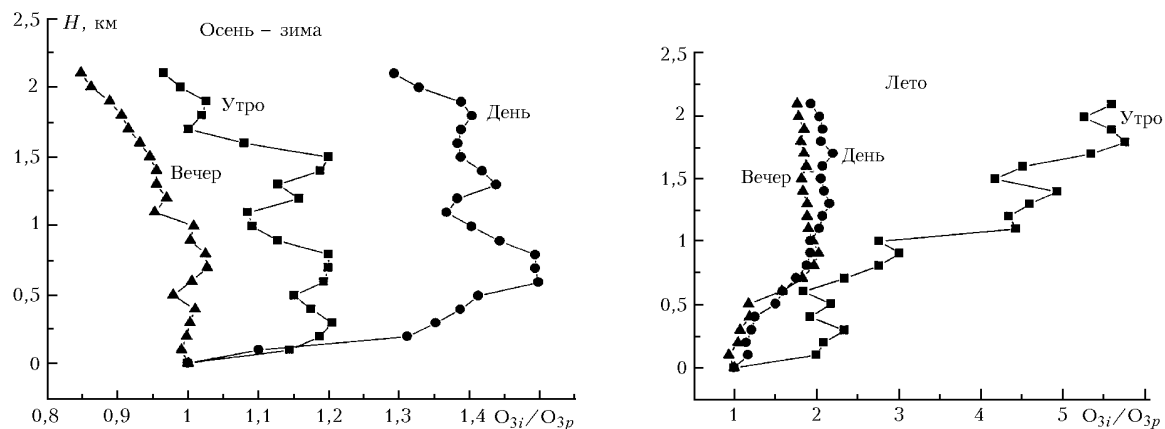 2,5
H, км
Осень – зима
2
Утро
День
1,5
Вечер
1
0,5
0
0,8
0,9
1
1,1
1,2
1,3
1,4
O3i/O3p
2,5
Лето
2
Утро
1,5
День
Вечер
1
0,5
0
1
2
3
4
5
O3i/O3p